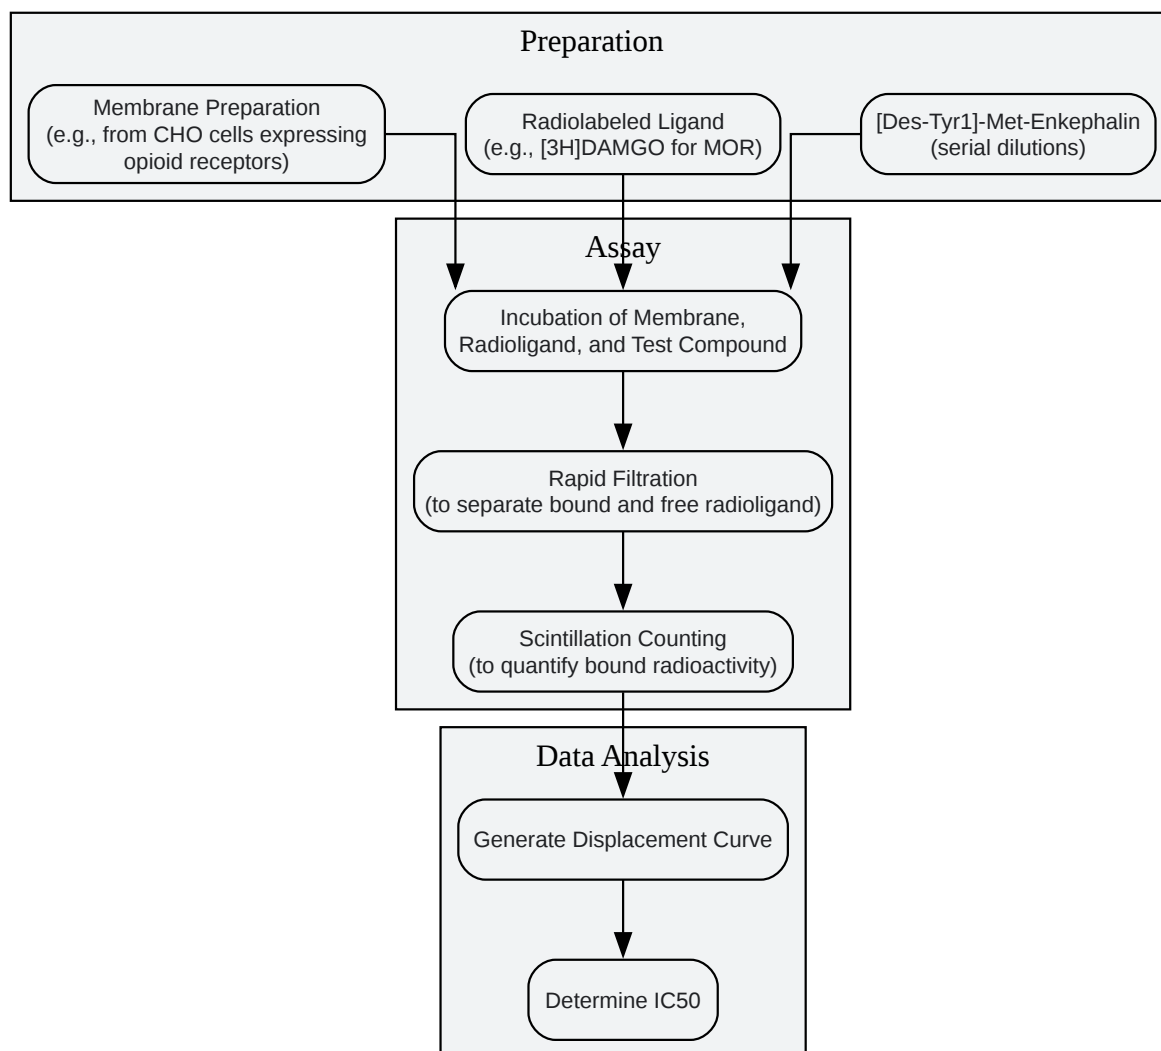 Preparation
Membrane Preparation
(e.g., from CHO cells expressing
opioid receptors)
Radiolabeled Ligand
(e.g., [3H]DAMGO for MOR)
[Des-Tyr1]-Met-Enkephalin
(serial dilutions)
Assay
Incubation of Membrane,
Radioligand, and Test Compound
Rapid Filtration
(to separate bound and free radioligand)
Scintillation Counting
(to quantify bound radioactivity)
Data Analysis
Generate Displacement Curve
Determine IC50